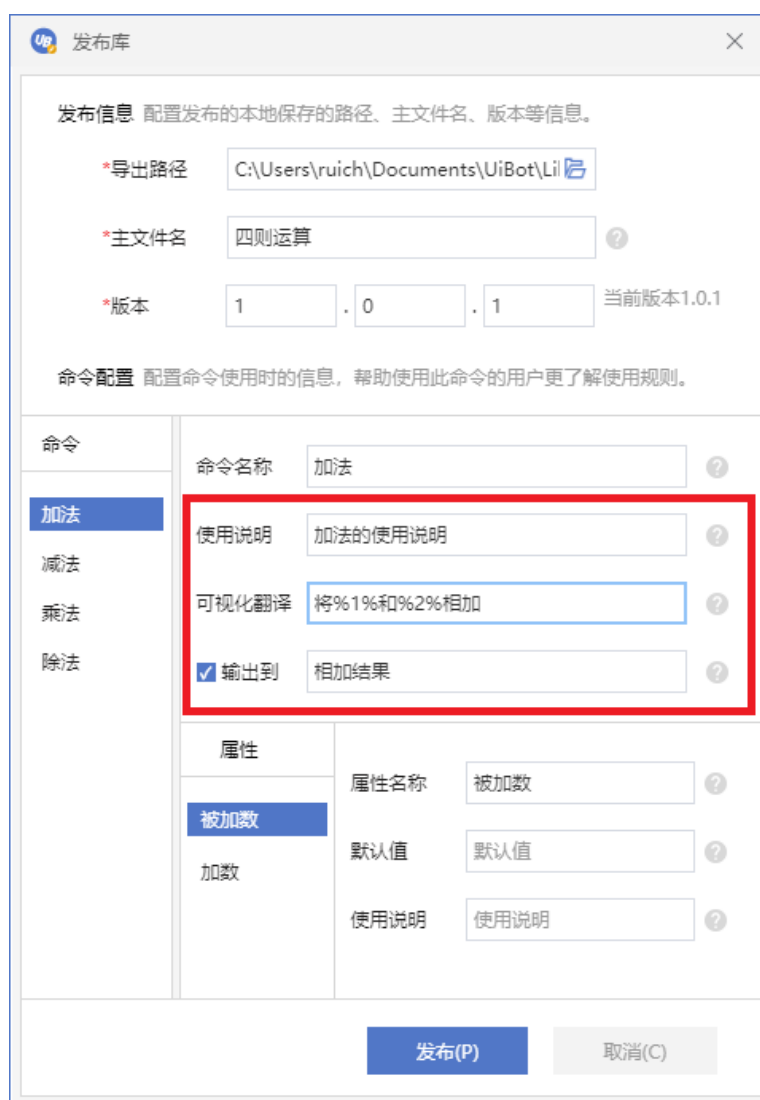 UB 发布库
发布信息 配置发布的本地保存的路径、主文件名、版本等信息。
*导出路径 C:\Users\ruich\Documents\UiBot\Lil
*主文件名 四则运算 ?
*版本 1 . 0 . 1 当前版本1.0.1
命令配置 配置命令使用时的信息，帮助使用此命令的用户更了解使用规则。
命令
加法
减法
乘法
除法
命令名称 加法 ?
使用说明 加法的使用说明 ?
可视化翻译 将%1%和%2%相加 ?
输出到 相加结果 ?
属性
被加数
加数
属性名称 被加数 ?
默认值 默认值 ?
使用说明 使用说明 ?
发布(P) 取消(C)